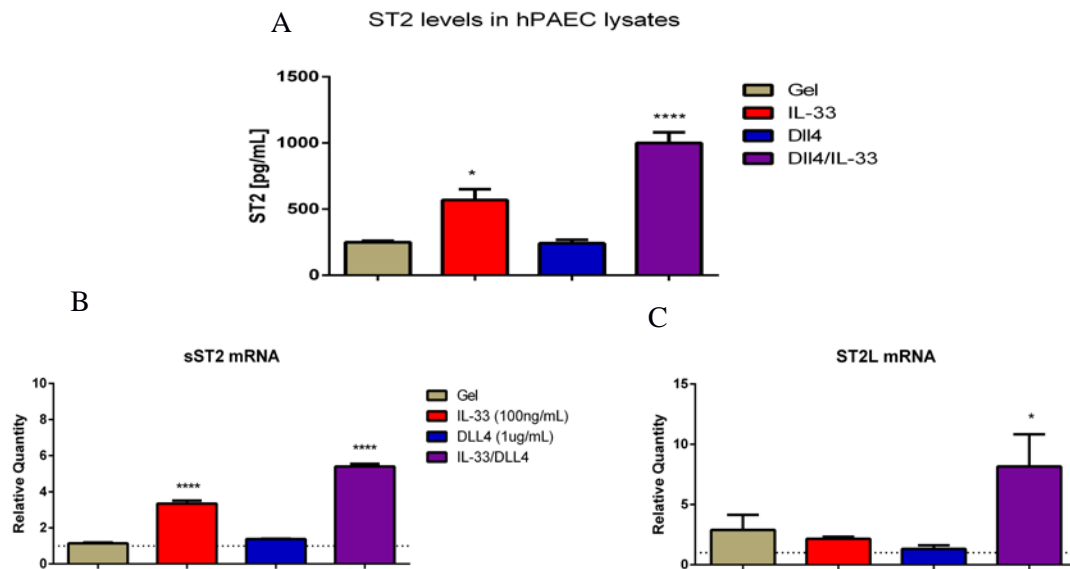 A
ST2 levels in hPAEC lysates
1500
1000
500
0
ST2 [pg/mL]
*
****
Gel
IL-33
Dll4
Dll4/IL-33
B
sST2 mRNA
10
8
6
4
2
0
Relative Quantity
****
****
Gel
IL-33 (100ng/mL)
DLL4 (1ug/mL)
IL-33/DLL4
C
ST2L mRNA
15
10
5
0
Relative Quantity
*